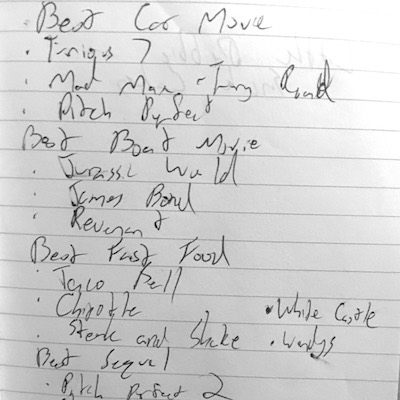 Best Car Movie
· Furious 7
· Mad Max - Fury Road
· Pitch Perfect
Best Boat Movie
· Jurassic World
· James Bond
· Revenant
Best Fast Food
· Taco Bell
· Chipotle
· White Castle
· Steak and Shake
· Wendys
Best Sequel
· Pitch Perfect 2